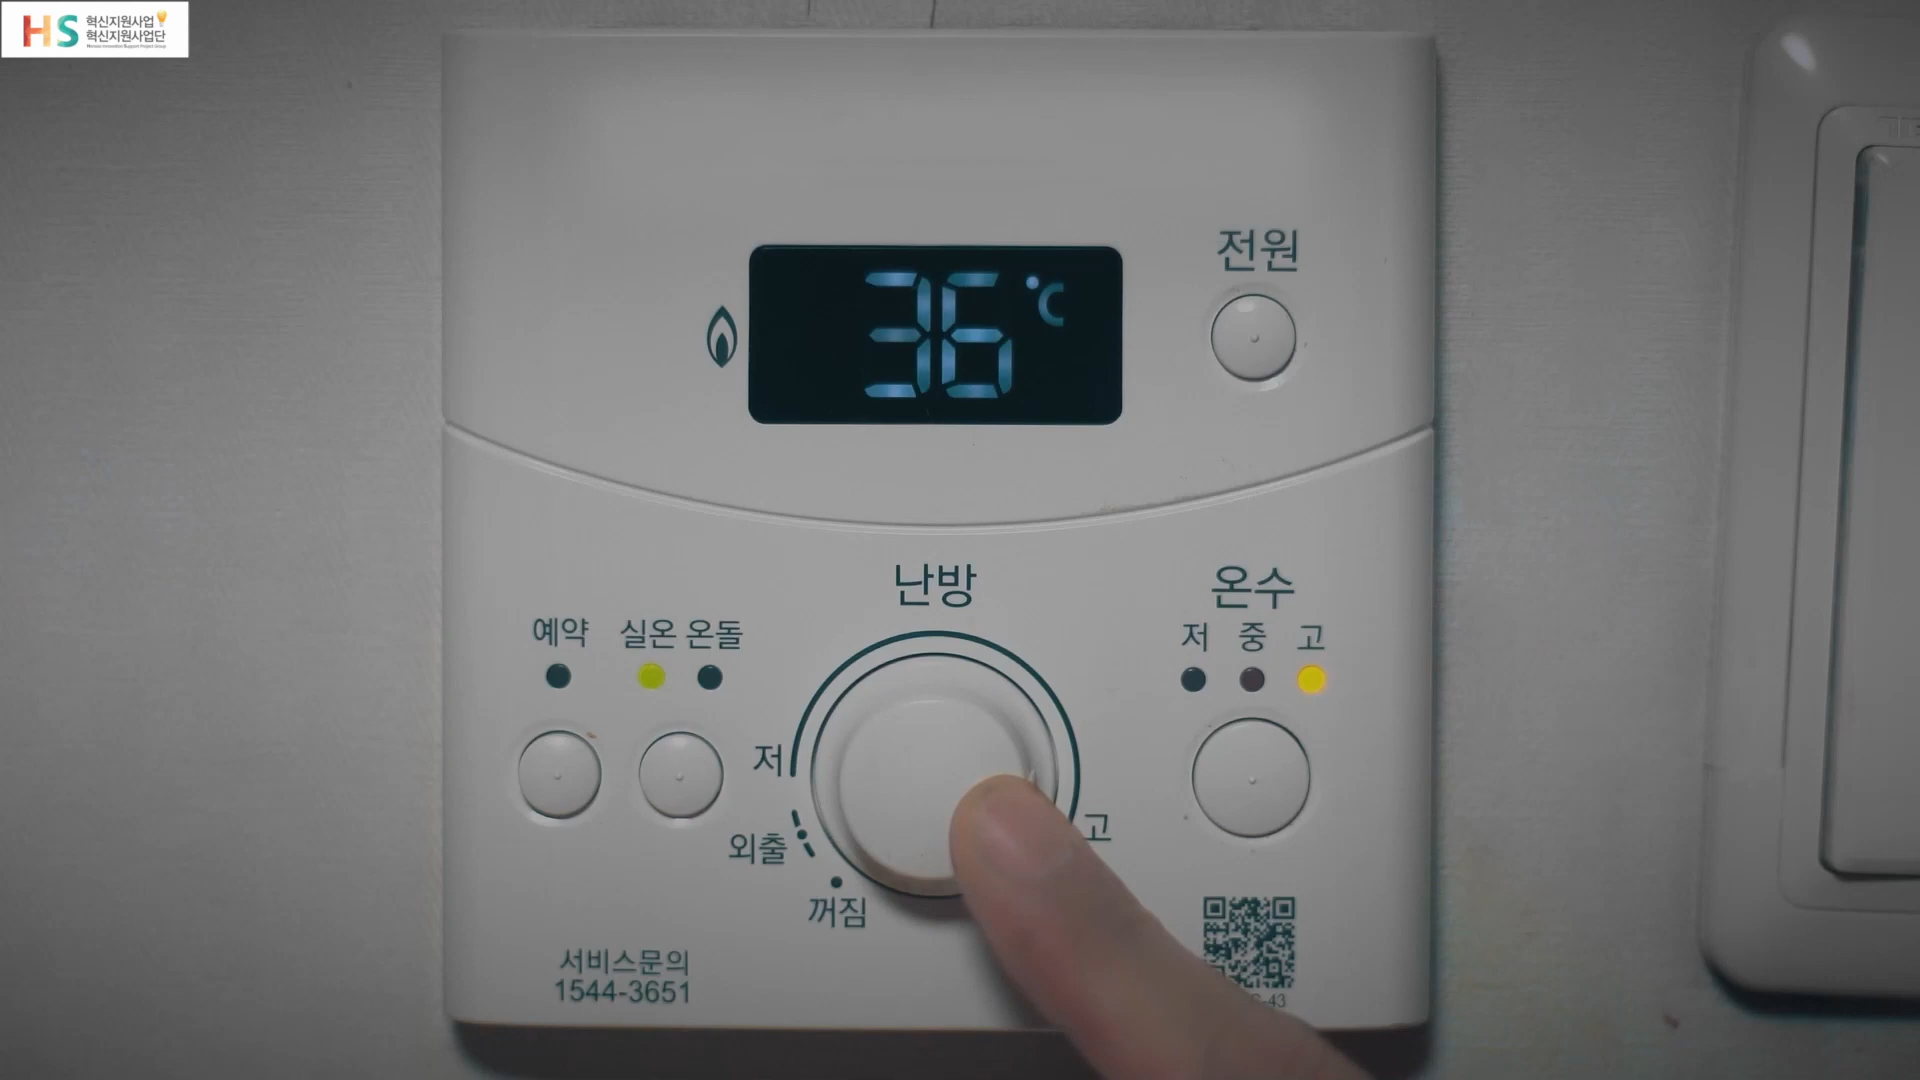 HS 혁신지원사업
혁신지원사업단
전원
36°C
난방
온수
예약 실온 온돌
저 중 고
저
고
외출
꺼짐
서비스문의
1544-3651